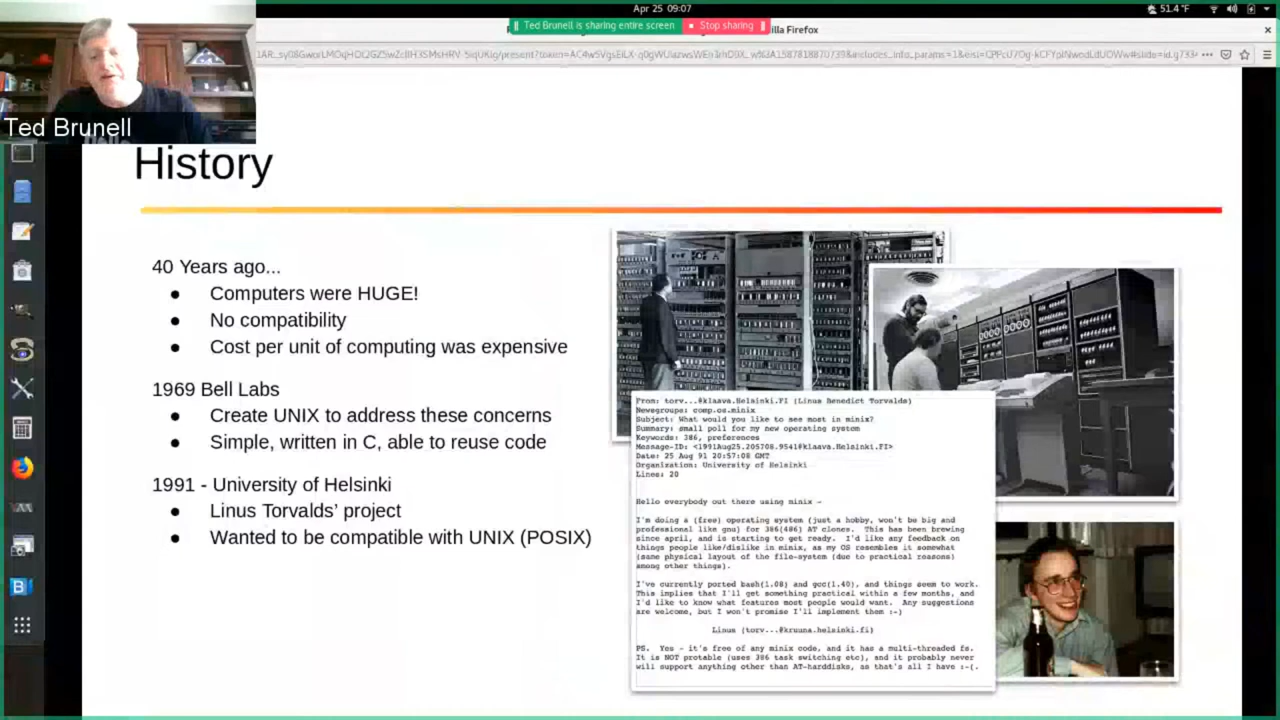 Apr 25 09:07
51.4 °F
Ted Brunell is sharing entire screen
Stop sharing
Firefox
Ted Brunell
History
40 Years ago...
● Computers were HUGE!
● No compatibility
● Cost per unit of computing was expensive
1969 Bell Labs
● Create UNIX to address these concerns
● Simple, written in C, able to reuse code
1991 - University of Helsinki
● Linus Torvalds’ project
● Wanted to be compatible with UNIX (POSIX)
From: torv...@klaava.Helsinki.FI (Linus Benedict Torvalds)
Newsgroups: comp.os.minix
Subject: What would you like to see most in minix?
Summary: small poll for my new operating system
Keywords: 386, preferences
Message-ID: <1991Aug25.205708.9541@klaava.Helsinki.FI>
Date: 25 Aug 91 20:57:08 GMT
Organization: University of Helsinki
Lines: 20
Hello everybody out there using minix -
I'm doing a (free) operating system (just a hobby, won't be big and
professional like gnu) for 386(486) AT clones. This has been brewing
since april, and is starting to get ready. I'd like any feedback on
things people like/dislike in minix, as my OS resembles it somewhat
(same physical layout of the file-system (due to practical reasons)
among other things).
I've currently ported bash(1.08) and gcc(1.40), and things seem to work.
This implies that I'll get something practical within a few months, and
I'd like to know what features most people would want. Any suggestions
are welcome, but I won't promise I'll implement them :-)
Linus (torv...@kruuna.helsinki.fi)
PS. Yes - it's free of any minix code, and it has a multi-threaded fs.
It is NOT protable (uses 386 task switching etc), and it probably never
will support anything other than AT-harddisks, as that's all I have :-(.